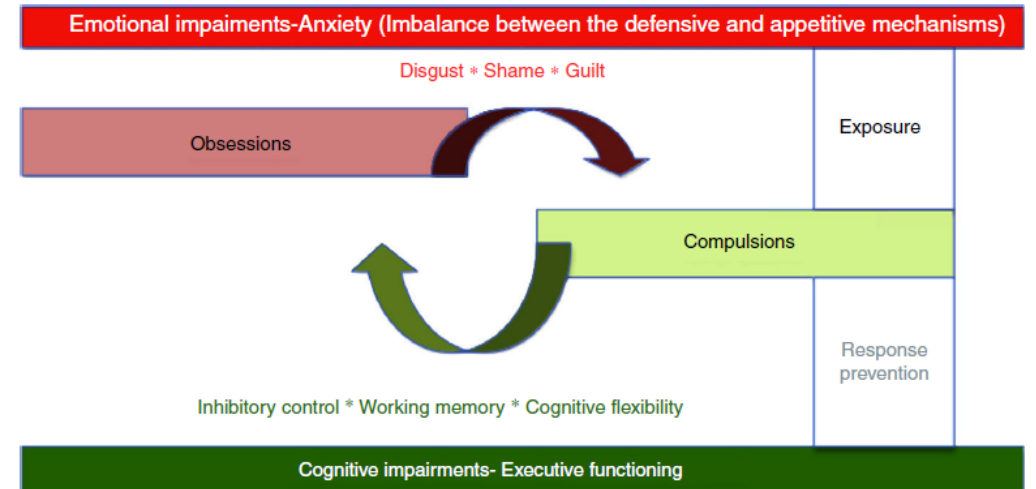 Emotional impaiments-Anxiety (Imbalance between the defensive and appetitive mechanisms)
Disgust * Shame * Guilt
Exposure
Obsessions
Compulsions
Response
prevention
Inhibitory control * Working memory * Cognitive flexibility
Cognitive impairments- Executive functioning